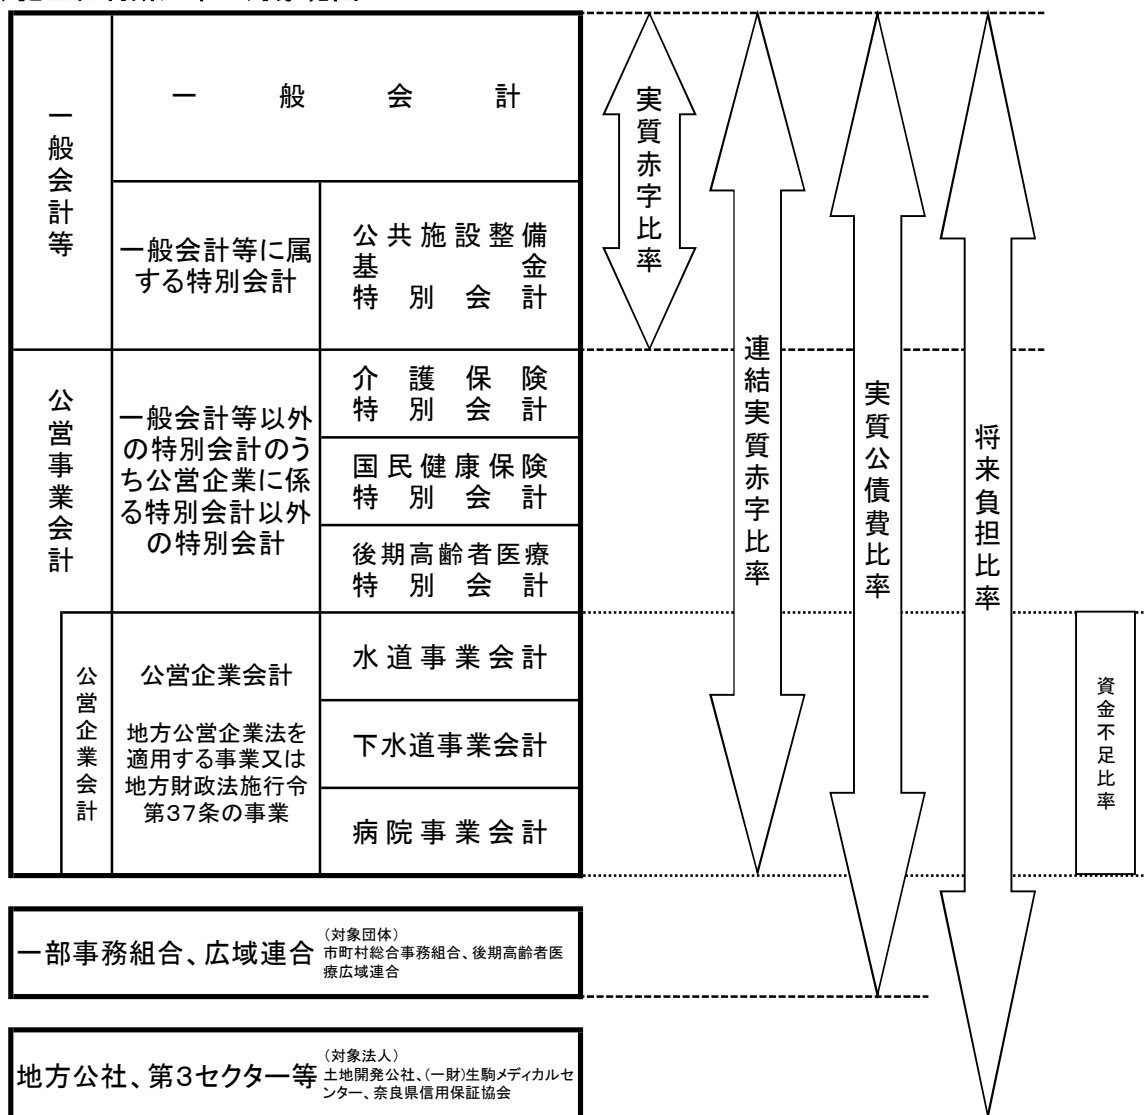 一般会計等
一般会計
一般会計等に属
する特別会計
公共施設整備
基金
特別会計
実質赤字比率
連結実質赤字比率
実質公債費比率
将来負担比率
公営事業会計
一般会計等以外
の特別会計のう
ち公営企業に係
る特別会計以外
の特別会計
介護保険
特別会計
国民健康保険
特別会計
後期高齢者医療
特別会計
公営企業会計
公営企業会計
地方公営企業法を
適用する事業又は
地方財政法施行令
第37条の事業
水道事業会計
下水道事業会計
病院事業会計
資金不足比率
一部事務組合、広域連合
(対象団体)
市町村総合事務組合、後期高齢者医
療広域連合
地方公社、第3セクター等
(対象法人)
土地開発公社、(一財)生駒メディカルセ
ンター、奈良県信用保証協会